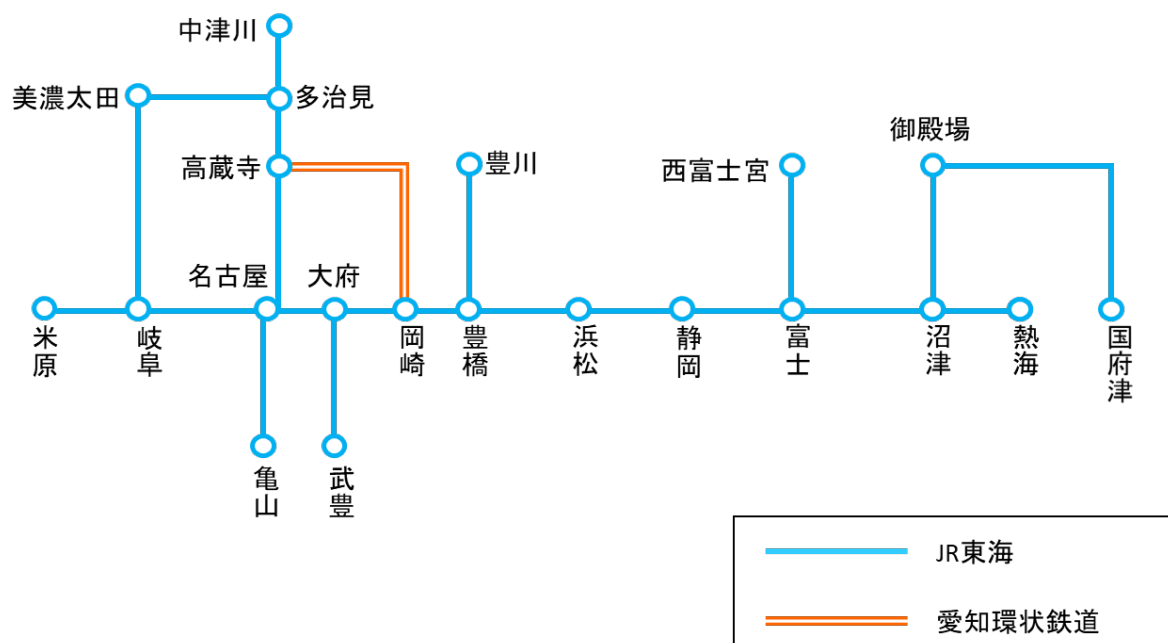 中津川
美濃太田
多治見
御殿場
高蔵寺
豊川
西富士宮
名古屋
大府
米原
岐阜
岡崎
豊橋
浜松
静岡
富士
沼津
熱海
国府津
亀山
武豊
JR東海
愛知環状鉄道